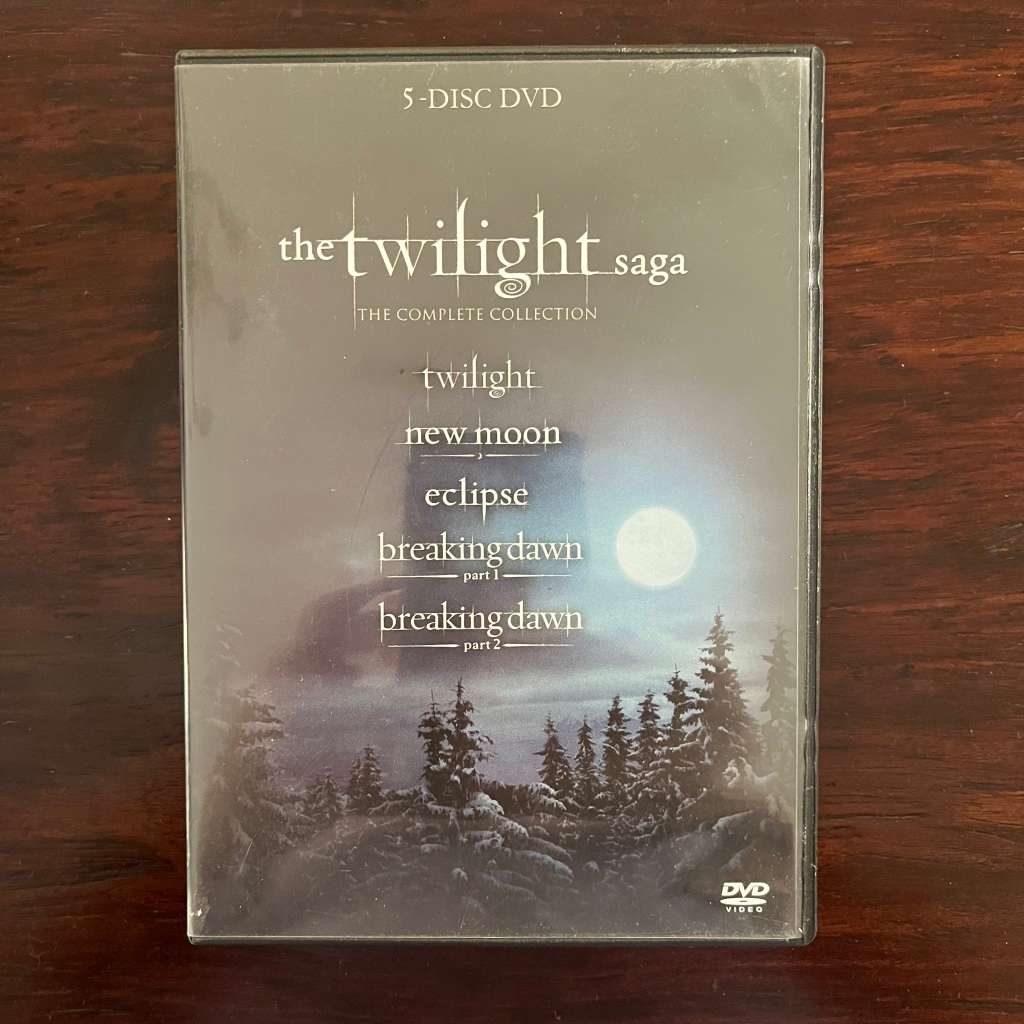 5-DISC DVD
the twilight saga
THE COMPLETE COLLECTION
twilight
new moon
eclipse
breaking dawn
part 1
breaking dawn
part 2
DVD
VIDEO